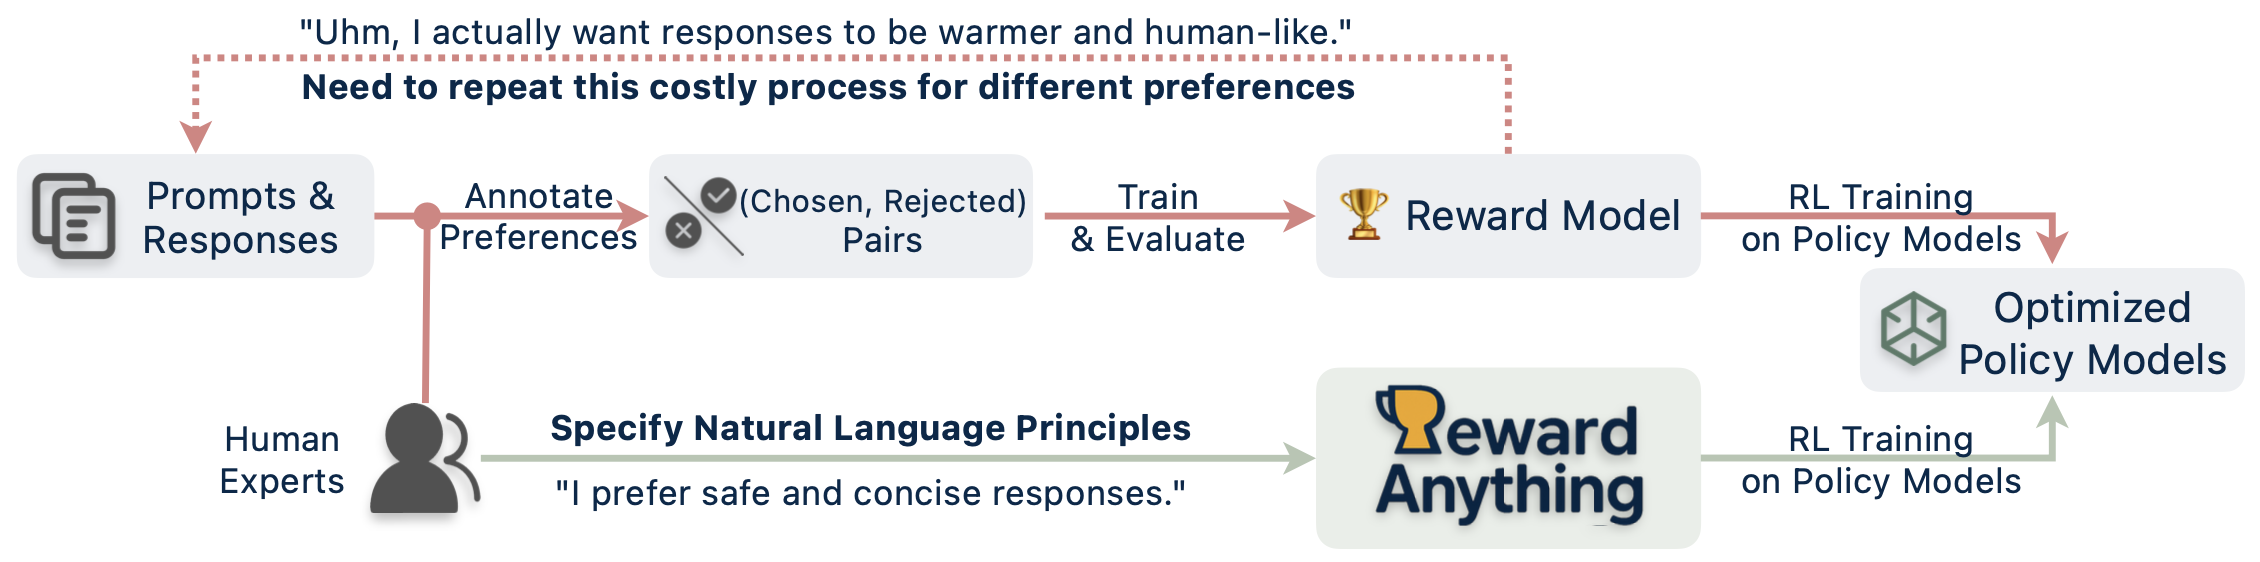 "Uhm, I actually want responses to be warmer and human-like."
Need to repeat this costly process for different preferences
Prompts &
Responses
Annotate
Preferences
(Chosen, Rejected)
Pairs
Train
& Evaluate
Reward Model
RL Training
on Policy Models
Optimized
Policy Models
Human
Experts
Specify Natural Language Principles
"I prefer safe and concise responses."
Reward
Anything
RL Training
on Policy Models